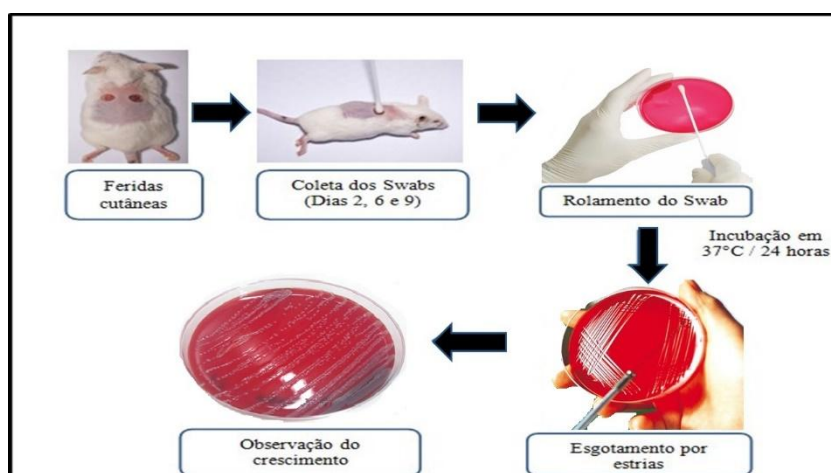 Feridas
cutâneas
Coleta dos Swabs
(Dias 2, 6 e 9)
Rolamento do Swab
Incubação em
37°C / 24 horas
Esgotamento por
estrias
Observação do
crescimento